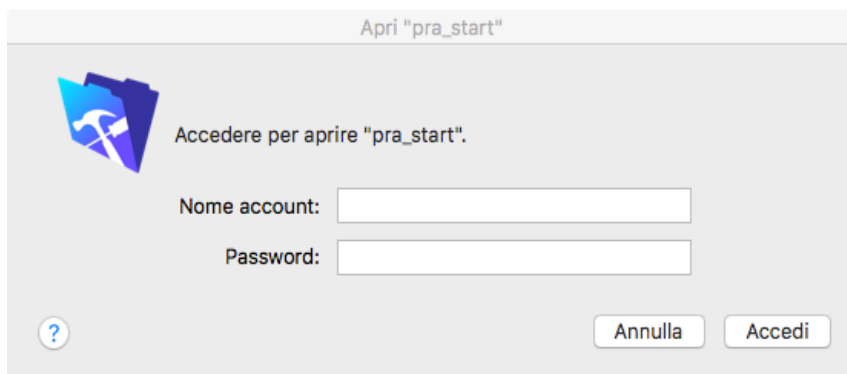 Apri "pra_start"
Accedere per aprire "pra_start".
Nome account:
Password:
?
Annulla
Accedi